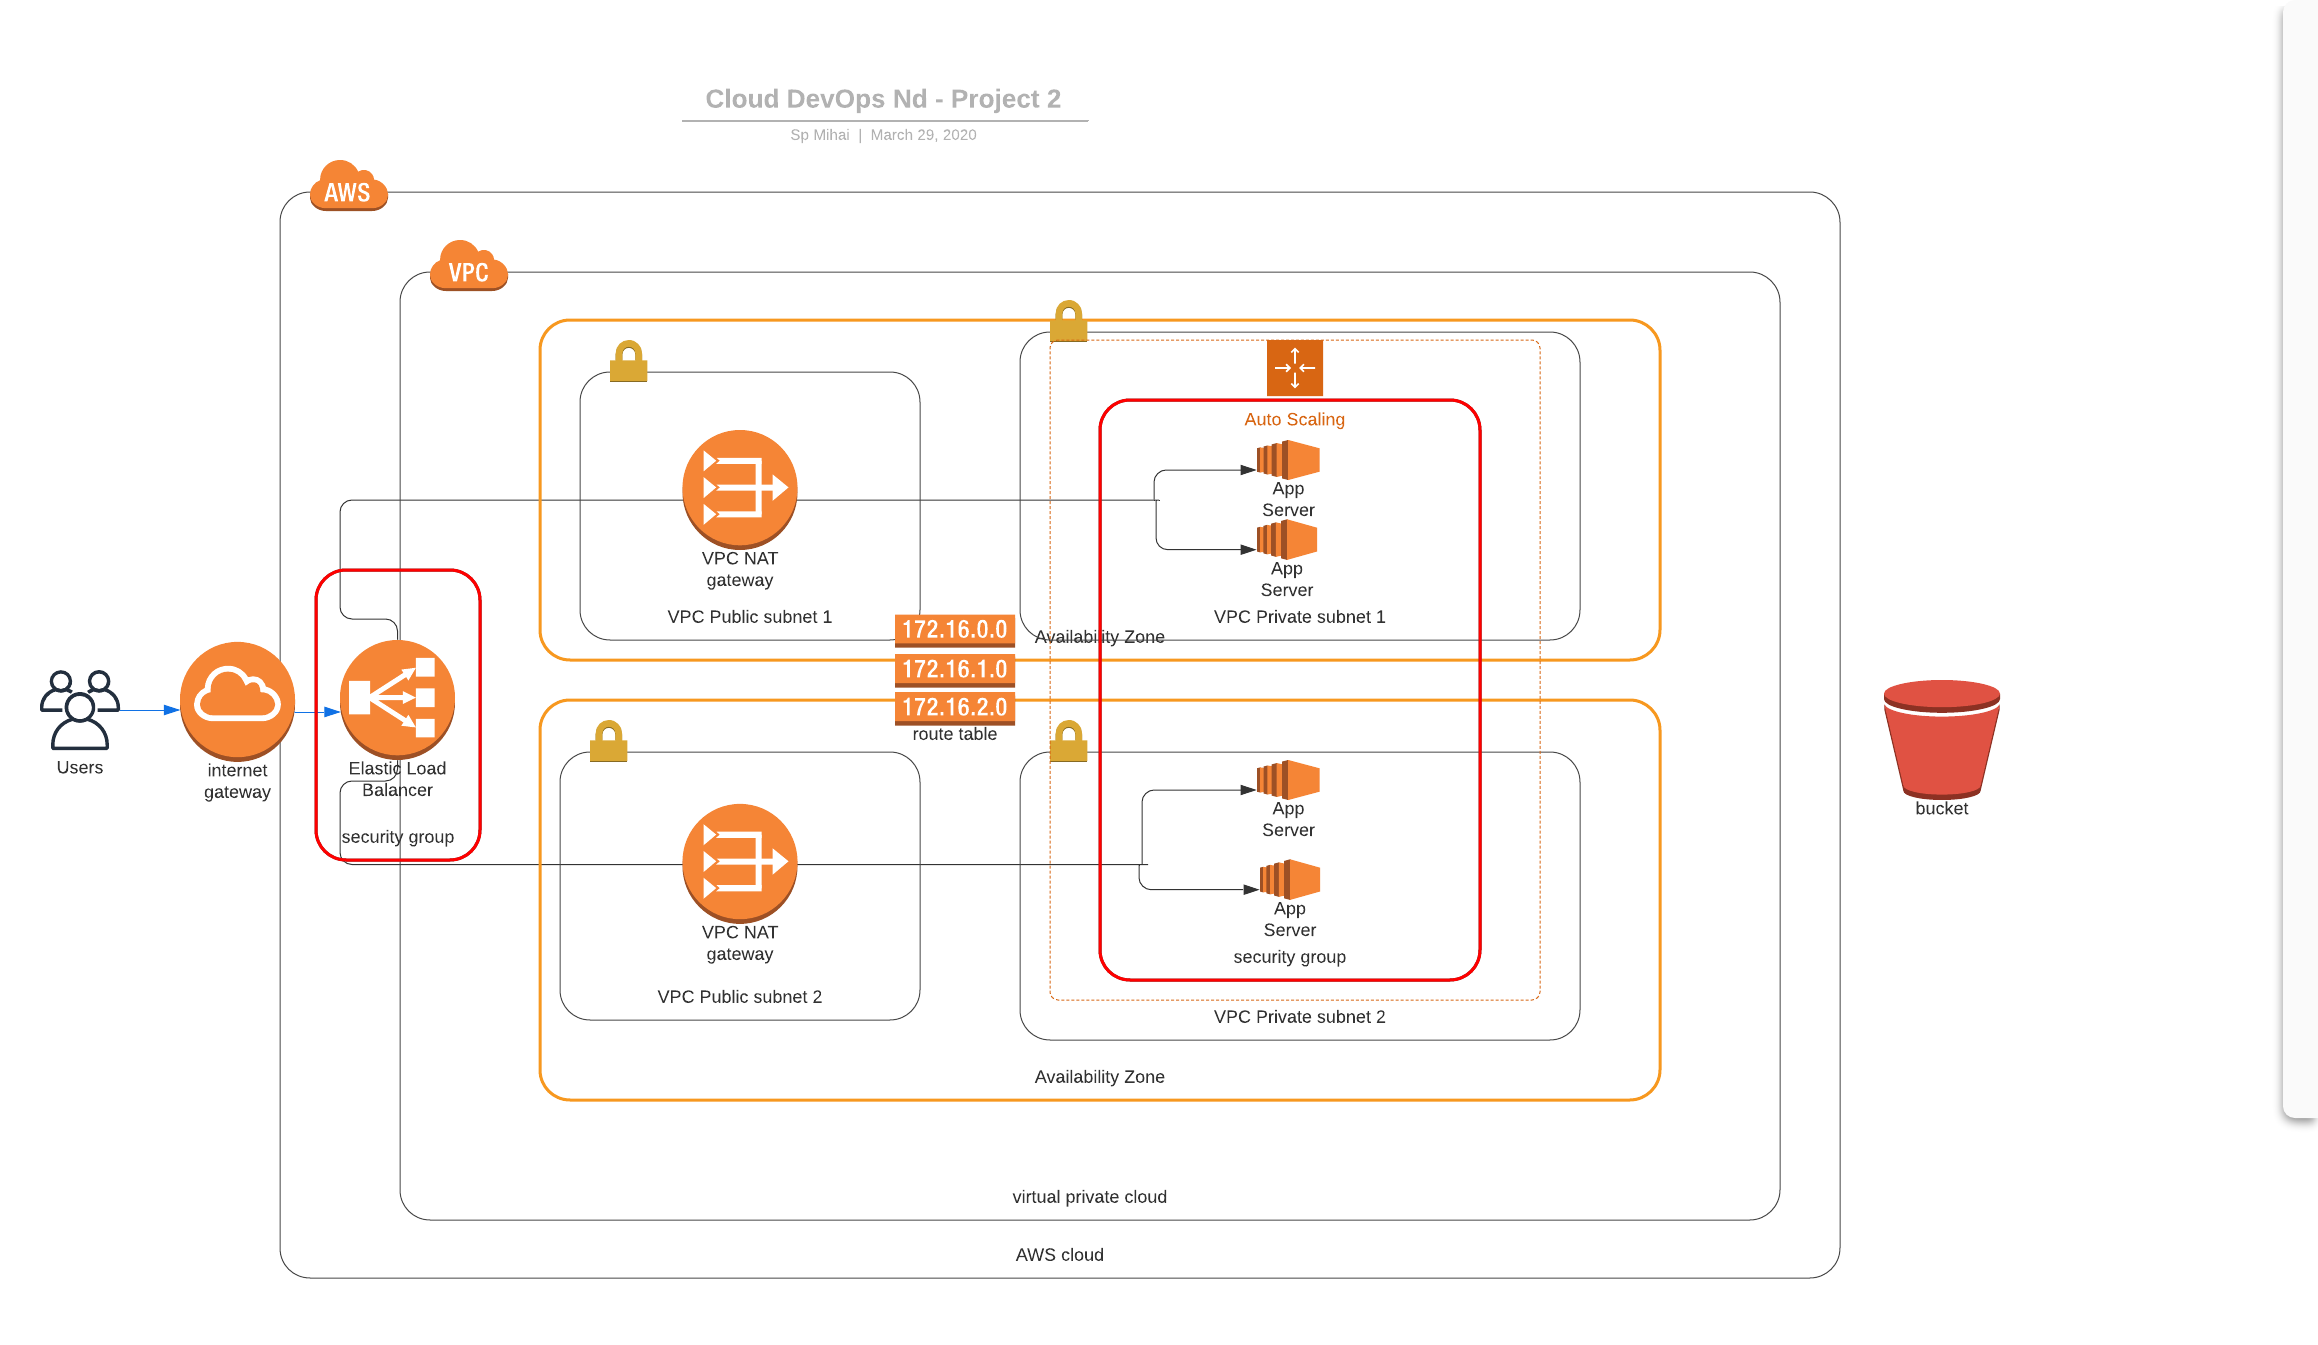 Cloud DevOps Nd - Project 2
Sp Mihai | March 29, 2020
AWS
VPC
Auto Scaling
App
Server
App
Server
VPC NAT
gateway
VPC Public subnet 1
VPC Private subnet 1
172.16.0.0
Availability Zone
172.16.1.0
172.16.2.0
route table
Users
internet
gateway
Elastic Load
Balancer
security group
bucket
App
Server
App
Server
security group
VPC NAT
gateway
VPC Public subnet 2
VPC Private subnet 2
Availability Zone
virtual private cloud
AWS cloud